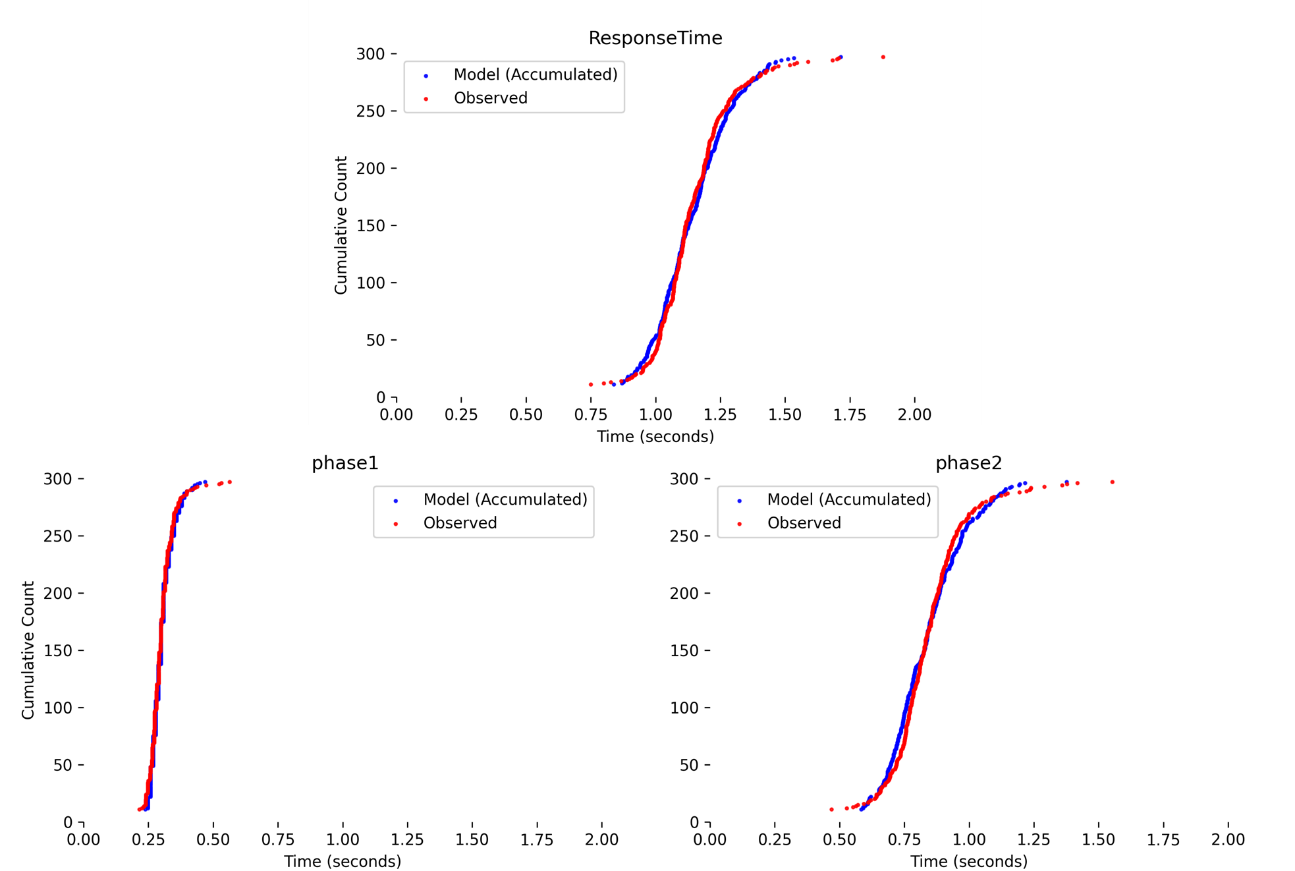 ResponseTime
300
Model (Accumulated)
Observed
250
200
150
100
50
0
Cumulative Count
0.00 0.25 0.50 0.75 1.00 1.25 1.50 1.75 2.00
Time (seconds)
phase1
300
Model (Accumulated)
Observed
250
200
150
100
50
0
Cumulative Count
0.00 0.25 0.50 0.75 1.00 1.25 1.50 1.75 2.00
Time (seconds)
phase2
300
Model (Accumulated)
Observed
250
200
150
100
50
0
0.00 0.25 0.50 0.75 1.00 1.25 1.50 1.75 2.00
Time (seconds)